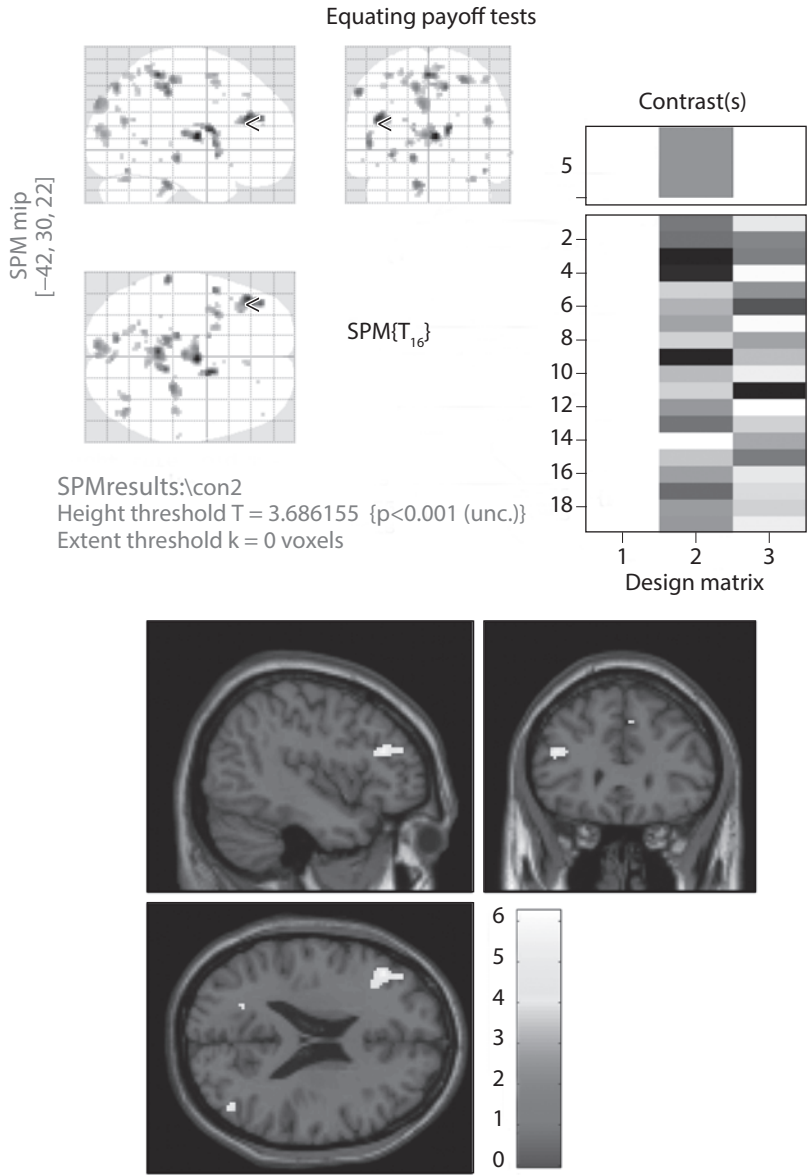 Equating payoff tests
SPM mip
[−42, 30, 22]
SPM{T₁₆}
SPMresults:\con2
Height threshold T = 3.686155 {p<0.001 (unc.)}
Extent threshold k = 0 voxels
Contrast(s)
5
2
4
6
8
10
12
14
16
18
1 2 3
Design matrix
6
5
4
3
2
1
0